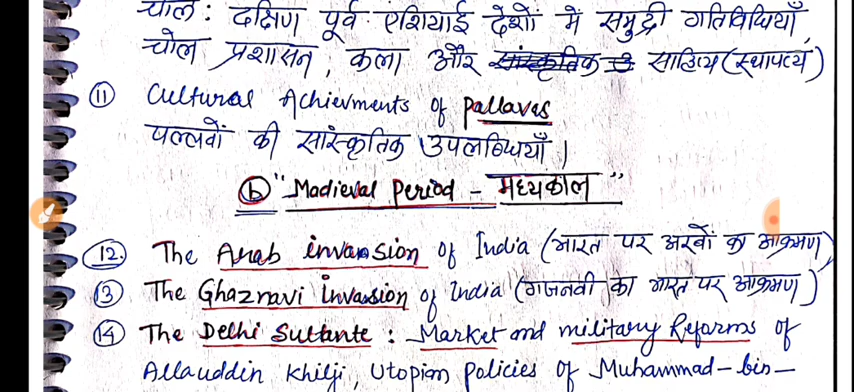 चोल : दक्षिण पूर्व एशियाई देशों में समुद्री गतिविधियाँ,
चोल प्रशासन, कला और सांस्कृतिक साहित्य (स्थापत्य)
⑪ Cultural Achievments of Pallavas
पल्लवों की सांस्कृतिक उपलब्धियाँ।
ⓑ "Madieval Period - मध्यकाल"
⑫. The Arab invansion of India (भारत पर अरबों का आक्रमण)
⑬ The Ghaznavi Invasion of India (गजनवी का भारत पर आक्रमण)
⑭ The Delhi Sultante : Market and military Reforms of
Allauddin Khilji, Utopian policies of Muhammad-bin-